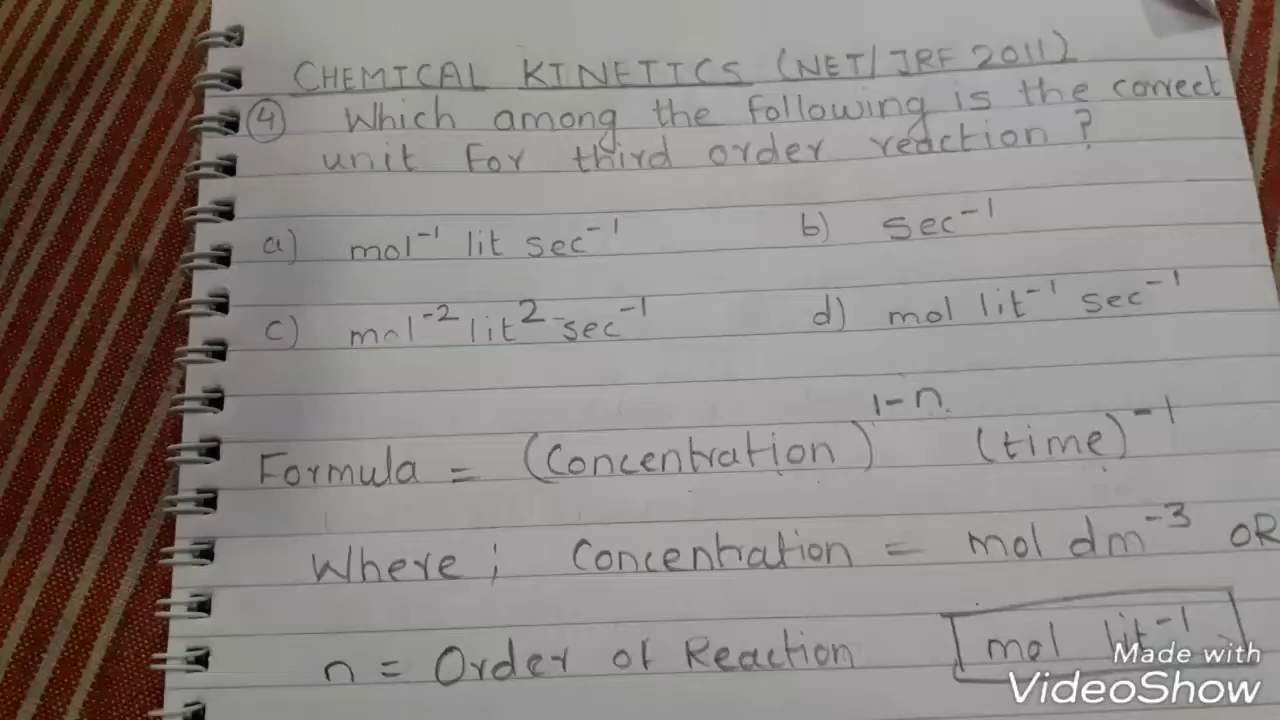 CHEMICAL KINETICS (NET/JRF 2011)
④ Which among the following is the correct
unit for third order reaction ?
a) mol⁻¹ lit sec⁻¹ b) sec⁻¹
c) mol⁻² lit² sec⁻¹ d) mol lit⁻¹ sec⁻¹
Formula = (Concentration)¹⁻ⁿ (time)⁻¹
Where; Concentration = mol dm⁻³ OR
n = Order of Reaction mol lit⁻¹
Made with
VideoShow